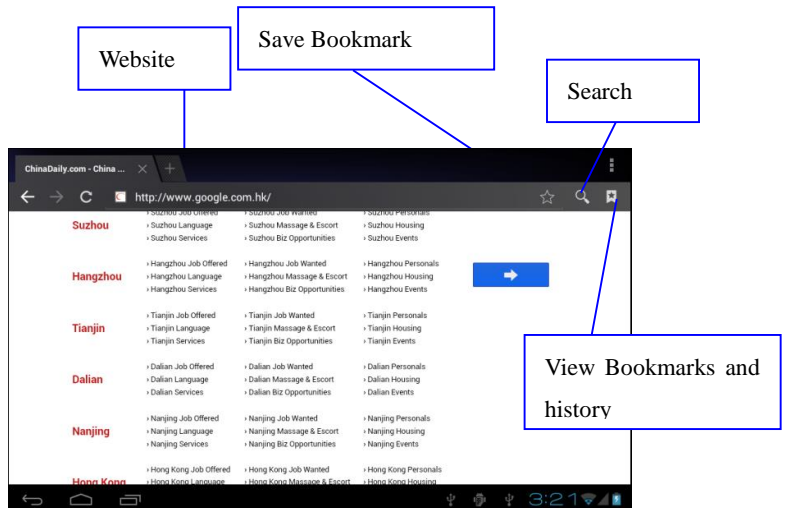 Website
Save Bookmark
Search
ChinaDaily.com - China ...
http://www.google.com.hk/
› Suzhou Job Offered › Suzhou Job Wanted › Suzhou Personals
Suzhou › Suzhou Language › Suzhou Massage & Escort › Suzhou Housing
› Suzhou Services › Suzhou Biz Opportunities › Suzhou Events
› Hangzhou Job Offered › Hangzhou Job Wanted › Hangzhou Personals
Hangzhou › Hangzhou Language › Hangzhou Massage & Escort › Hangzhou Housing
› Hangzhou Services › Hangzhou Biz Opportunities › Hangzhou Events
› Tianjin Job Offered › Tianjin Job Wanted › Tianjin Personals
Tianjin › Tianjin Language › Tianjin Massage & Escort › Tianjin Housing
› Tianjin Services › Tianjin Biz Opportunities › Tianjin Events
› Dalian Job Offered › Dalian Job Wanted › Dalian Personals
Dalian › Dalian Language › Dalian Massage & Escort › Dalian Housing
› Dalian Services › Dalian Biz Opportunities › Dalian Events
› Nanjing Job Offered › Nanjing Job Wanted › Nanjing Personals
Nanjing › Nanjing Language › Nanjing Massage & Escort › Nanjing Housing
› Nanjing Services › Nanjing Biz Opportunities › Nanjing Events
› Hong Kong Job Offered › Hong Kong Job Wanted › Hong Kong Personals
Hong Kong › Hong Kong Language › Hong Kong Massage & Escort › Hong Kong Housing
View Bookmarks and
history
3:21